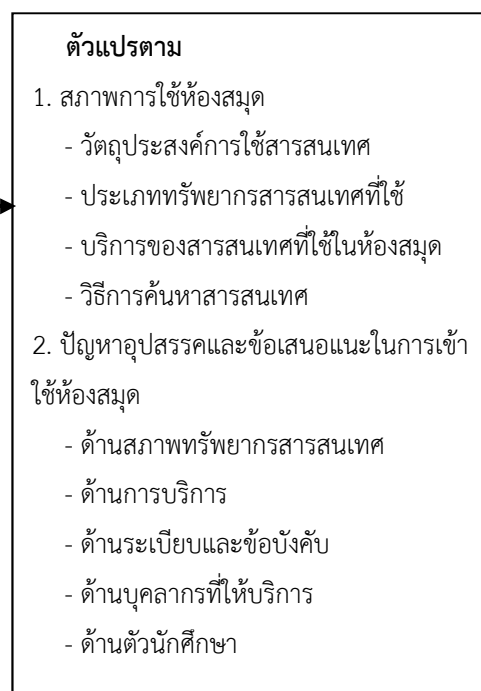 ตัวแปรตาม
1. สภาพการใช้ห้องสมุด
- วัตถุประสงค์การใช้สารสนเทศ
- ประเภททรัพยากรสารสนเทศที่ใช้
- บริการของสารสนเทศที่ใช้ในห้องสมุด
- วิธีการค้นหาสารสนเทศ
2. ปัญหาอุปสรรคและข้อเสนอแนะในการเข้า
ใช้ห้องสมุด
- ด้านสภาพทรัพยากรสารสนเทศ
- ด้านการบริการ
- ด้านระเบียบและข้อบังคับ
- ด้านบุคลากรที่ให้บริการ
- ด้านตัวนักศึกษา